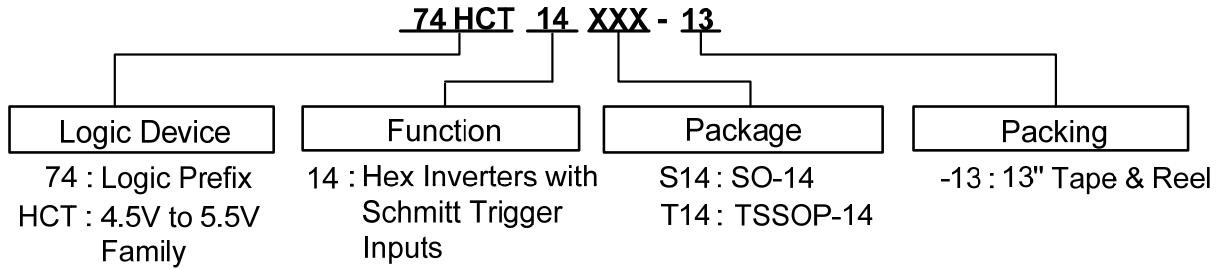 74 HCT 14 XXX - 13
Logic Device
74 : Logic Prefix
HCT : 4.5V to 5.5V
Family
Function
14 : Hex Inverters with
Schmitt Trigger
Inputs
Package
S14 : SO-14
T14 : TSSOP-14
Packing
-13 : 13" Tape & Reel